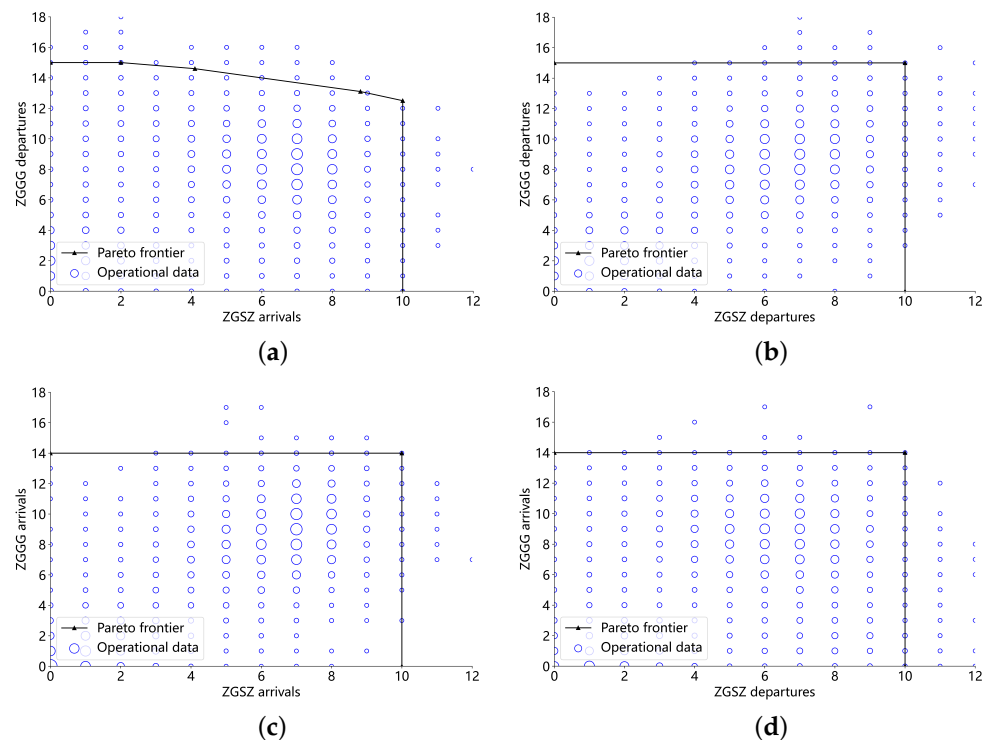 18
16
14
12
10
8
6
4
2
0
ZGGG departures
Pareto frontier
Operational data
0 2 4 6 8 10 12
ZGSZ arrivals
(a)
18
16
14
12
10
8
6
4
2
0
ZGGG departures
Pareto frontier
Operational data
0 2 4 6 8 10 12
ZGSZ departures
(b)
18
16
14
12
10
8
6
4
2
0
ZGGG arrivals
Pareto frontier
Operational data
0 2 4 6 8 10 12
ZGSZ arrivals
(c)
18
16
14
12
10
8
6
4
2
0
ZGGG arrivals
Pareto frontier
Operational data
0 2 4 6 8 10 12
ZGSZ departures
(d)